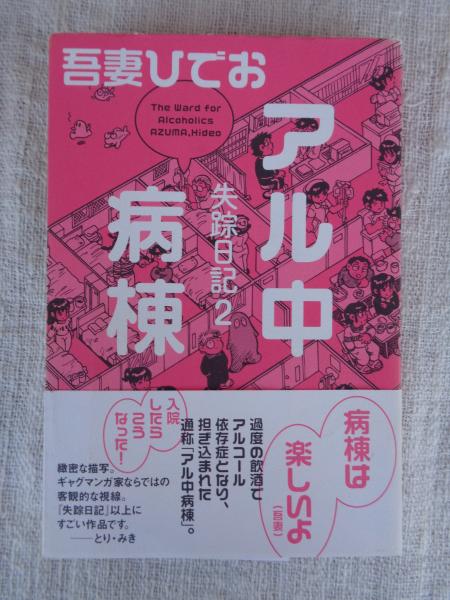 吾妻ひでお
The Ward for
Alcoholics
AZUMA,Hideo
アル中
病棟
失踪日記2
病棟は
楽しいよ
(吾妻)
過度の飲酒で
アルコール
依存症となり、
担ぎ込まれた
通称「アル中病棟」。
入院
したら
こう
なった!
緻密な描写。
ギャグマンガ家ならではの
客観的な視線。
『失踪日記』以上に
すごい作品です。
——とり・みき